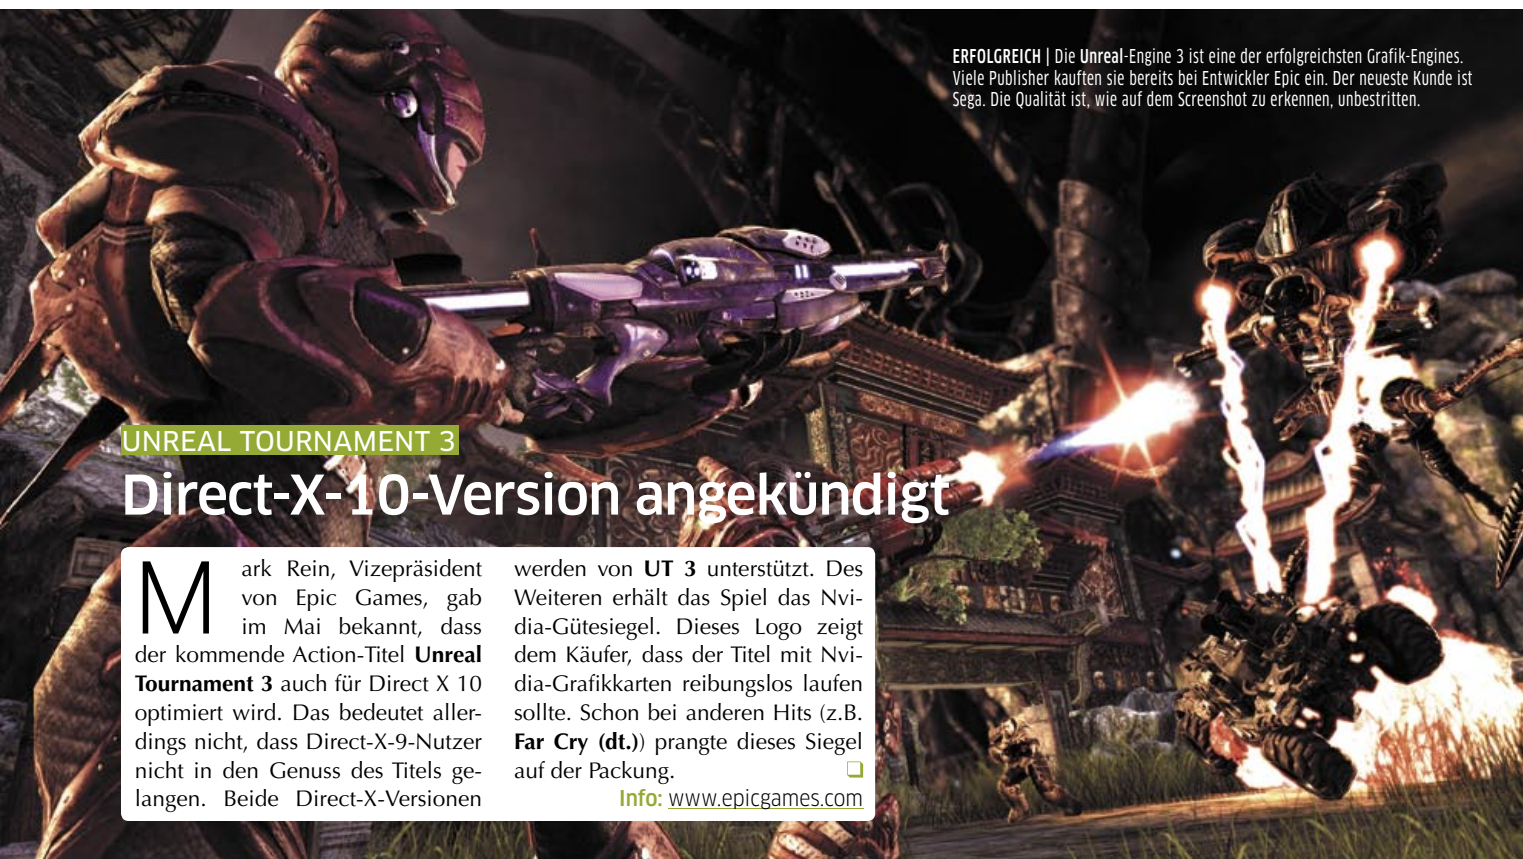 ERFOLGREICH | Die Unreal-Engine 3 ist eine der erfolgreichsten Grafik-Engines.
Viele Publisher kauften sie bereits bei Entwickler Epic ein. Der neueste Kunde ist
Sega. Die Qualität ist, wie auf dem Screenshot zu erkennen, unbestritten.
UNREAL TOURNAMENT 3
Direct-X-10-Version angekündigt
Mark Rein, Vizepräsident
von Epic Games, gab
im Mai bekannt, dass
der kommende Action-Titel Unreal
Tournament 3 auch für Direct X 10
optimiert wird. Das bedeutet aller-
dings nicht, dass Direct-X-9-Nutzer
nicht in den Genuss des Titels ge-
langen. Beide Direct-X-Versionen
werden von UT 3 unterstützt. Des
Weiteren erhält das Spiel das Nvi-
dia-Gütesiegel. Dieses Logo zeigt
dem Käufer, dass der Titel mit Nvi-
dia-Grafikkarten reibungslos laufen
sollte. Schon bei anderen Hits (z.B.
Far Cry (dt.)) prangte dieses Siegel
auf der Packung. ❏
Info: www.epicgames.com